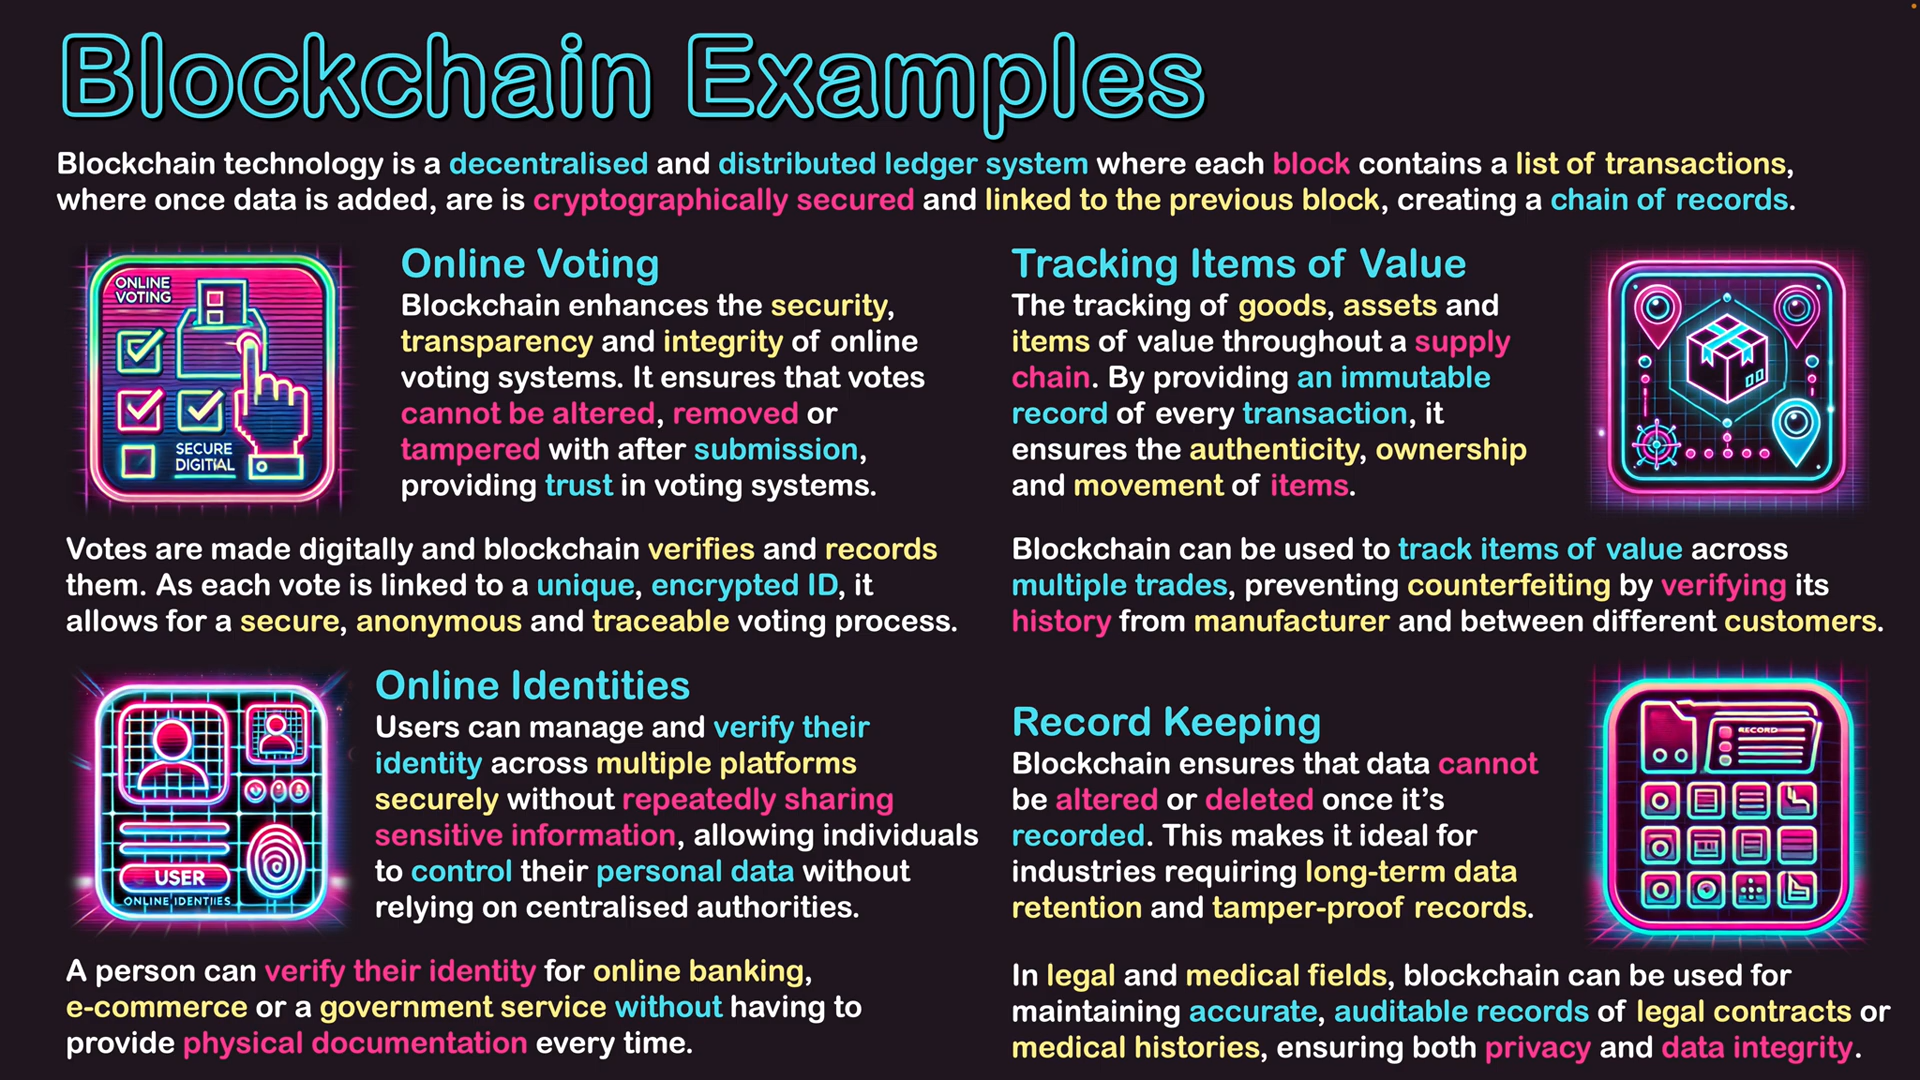 Blockchain Examples
Blockchain technology is a decentralised and distributed ledger system where each block contains a list of transactions,
where once data is added, are is cryptographically secured and linked to the previous block, creating a chain of records.
ONLINE
VOTING
SECURE
DIGITAL
Online Voting
Blockchain enhances the security,
transparency and integrity of online
voting systems. It ensures that votes
cannot be altered, removed or
tampered with after submission,
providing trust in voting systems.
Votes are made digitally and blockchain verifies and records
them. As each vote is linked to a unique, encrypted ID, it
allows for a secure, anonymous and traceable voting process.
Tracking Items of Value
The tracking of goods, assets and
items of value throughout a supply
chain. By providing an immutable
record of every transaction, it
ensures the authenticity, ownership
and movement of items.
Blockchain can be used to track items of value across
multiple trades, preventing counterfeiting by verifying its
history from manufacturer and between different customers.
USER
ONLINE IDENTIIES
Online Identities
Users can manage and verify their
identity across multiple platforms
securely without repeatedly sharing
sensitive information, allowing individuals
to control their personal data without
relying on centralised authorities.
A person can verify their identity for online banking,
e-commerce or a government service without having to
provide physical documentation every time.
Record Keeping
Blockchain ensures that data cannot
be altered or deleted once it's
recorded. This makes it ideal for
industries requiring long-term data
retention and tamper-proof records.
RECORD
In legal and medical fields, blockchain can be used for
maintaining accurate, auditable records of legal contracts or
medical histories, ensuring both privacy and data integrity.